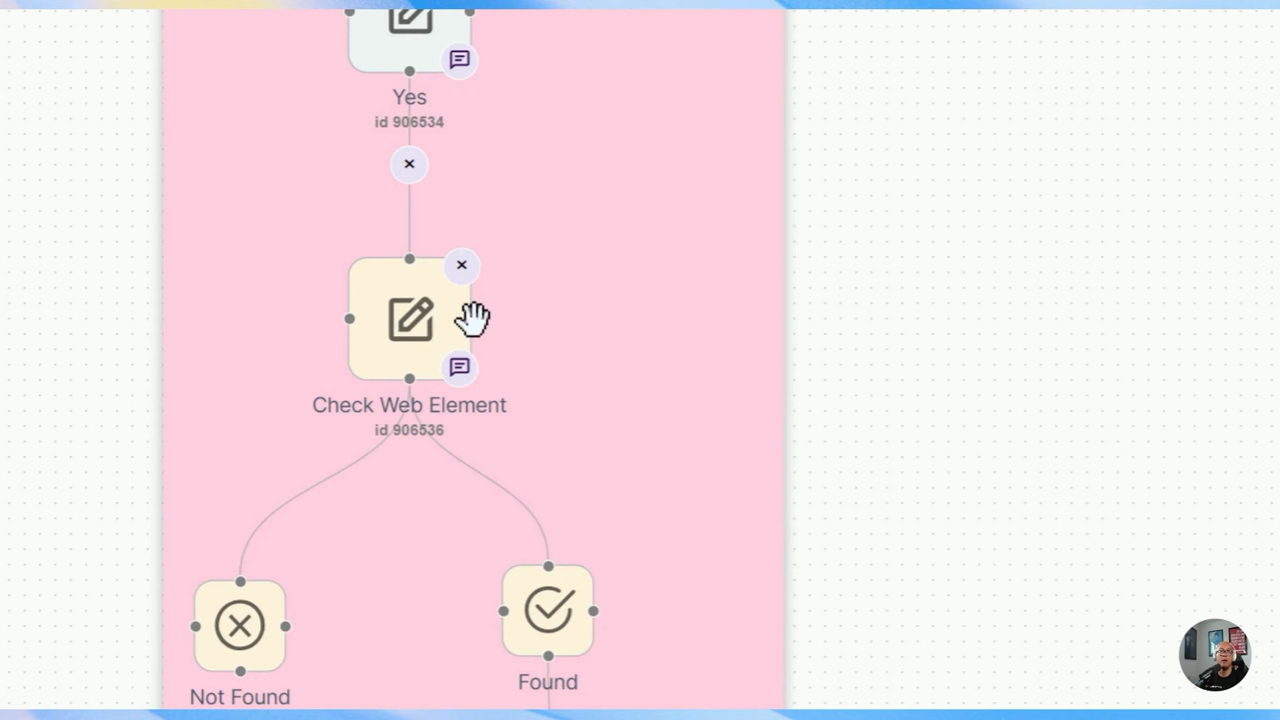 Yes
id 906534
Check Web Element
id 906536
Found
Not Found